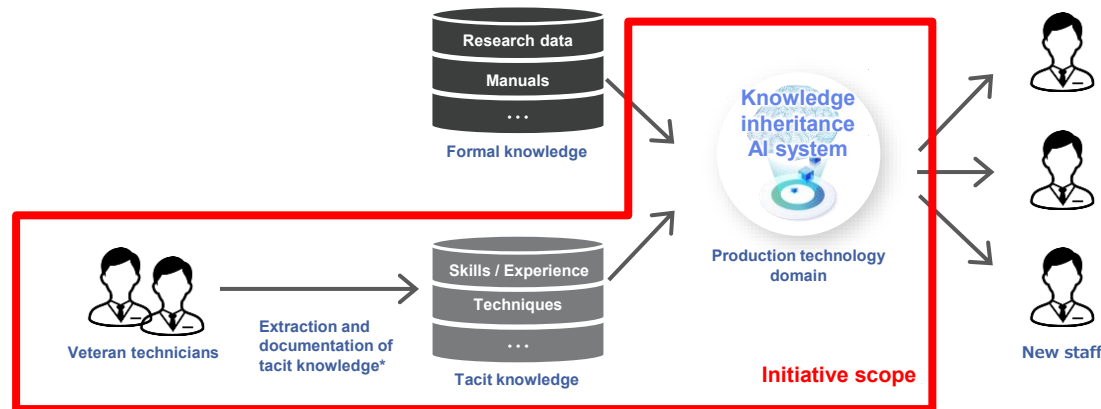 Research data
Manuals
...
Formal knowledge
Knowledge
inheritance
AI system
Production technology
domain
Veteran technicians
Extraction and
documentation of
tacit knowledge*
Skills / Experience
Techniques
...
Tacit knowledge
Initiative scope
New staff